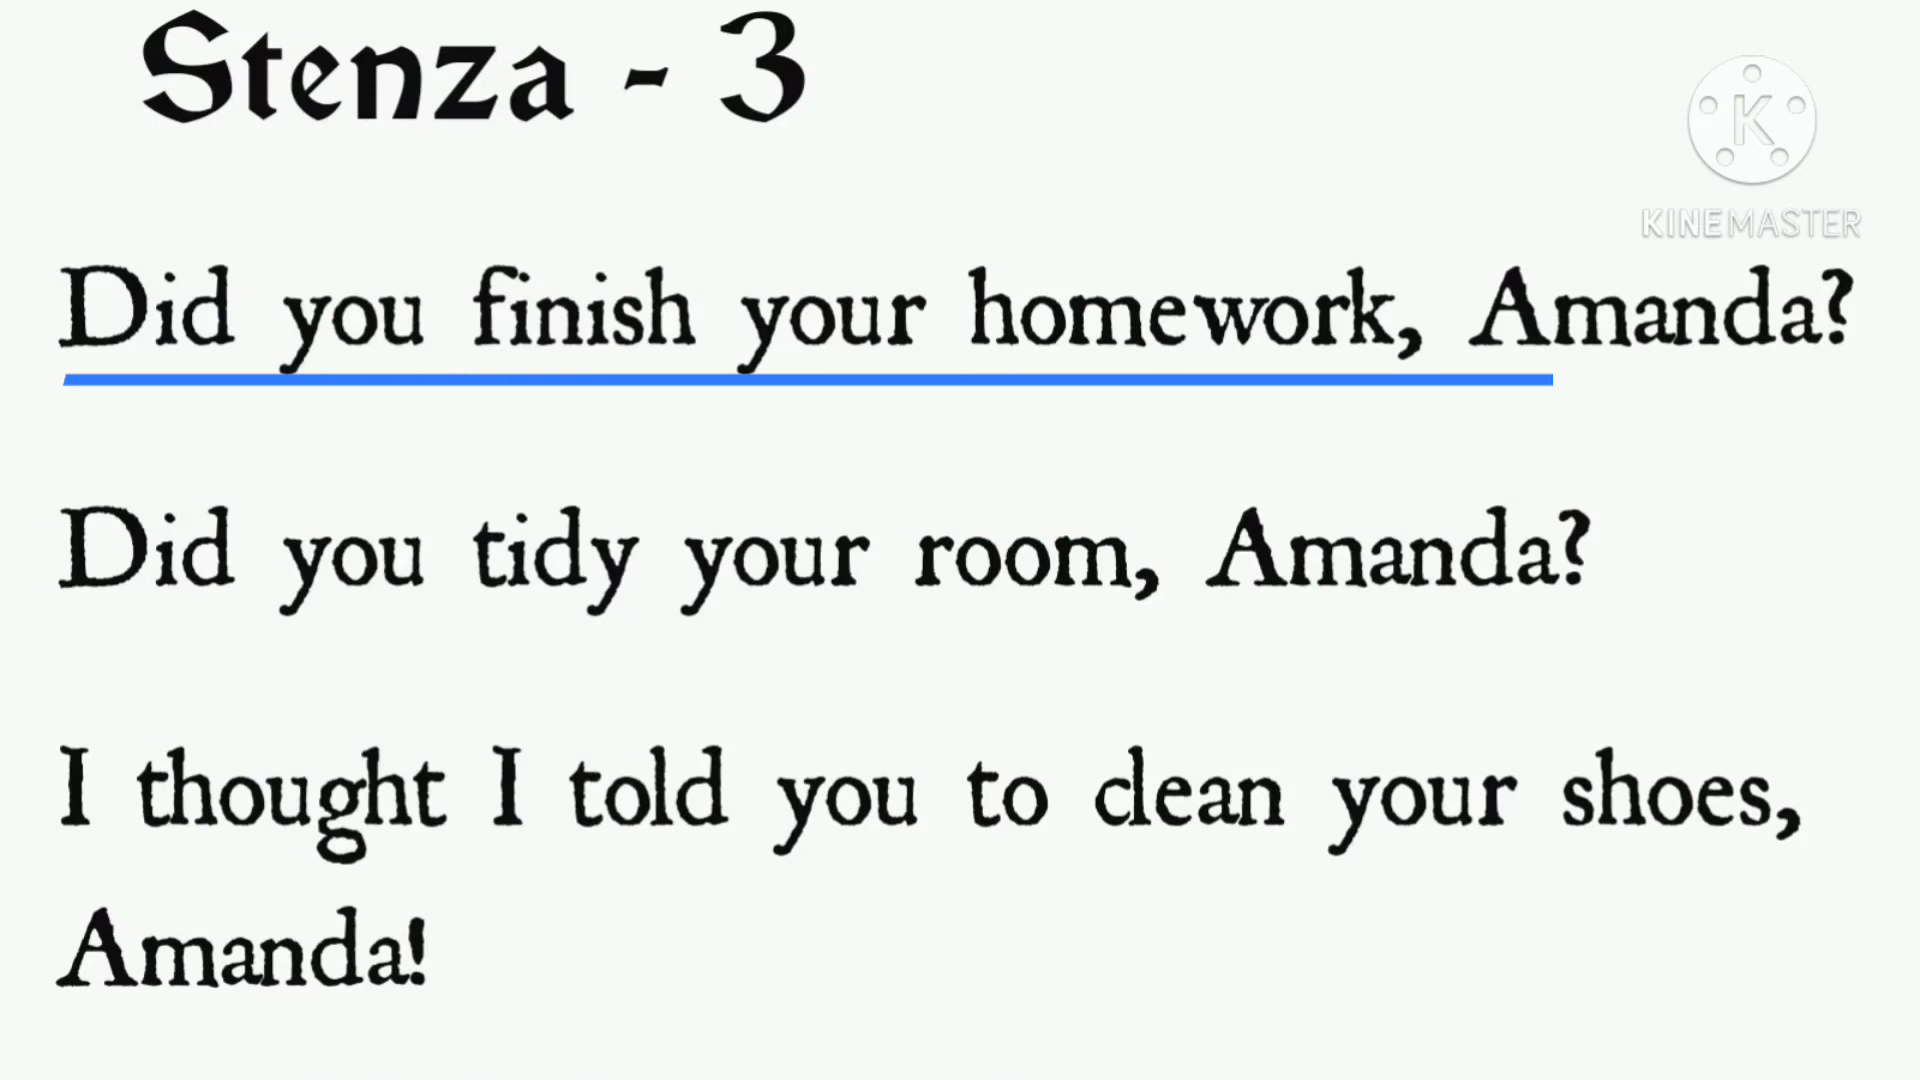 Stenza - 3
KINEMASTER
Did you finish your homework, Amanda?
Did you tidy your room, Amanda?
I thought I told you to clean your shoes,
Amanda!